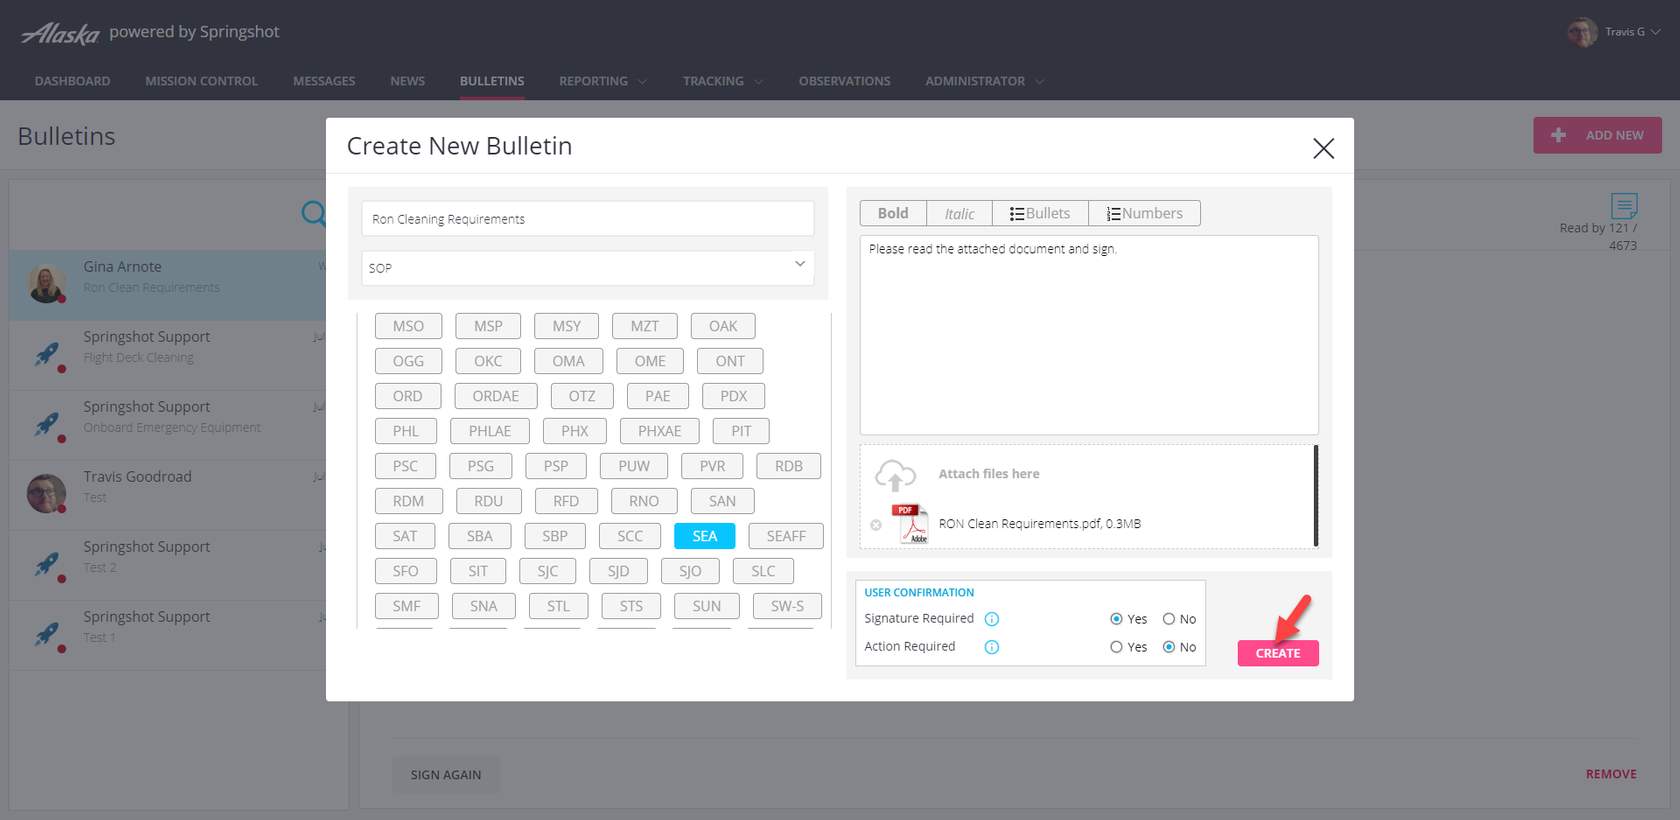 Alaska powered by Springshot
Travis G
DASHBOARD MISSION CONTROL MESSAGES NEWS BULLETINS REPORTING TRACKING OBSERVATIONS ADMINISTRATOR
Bulletins
ADD NEW
Gina Arnote W
Ron Clean Requirements
Springshot Support
Flight Deck Cleaning
Springshot Support
Onboard Emergency Equipment
Travis Goodroad
Test
Springshot Support
Test 2
Springshot Support
Test 1
Create New Bulletin
Ron Cleaning Requirements
SOP
MSO MSP MSY MZT OAK
OGG OKC OMA OME ONT
ORD ORDAE OTZ PAE PDX
PHL PHLAE PHX PHXAE PIT
PSC PSG PSP PUW PVR RDB
RDM RDU RFD RNO SAN
SAT SBA SBP SCC SEA SEAFF
SFO SIT SJC SJD SJO SLC
SMF SNA STL STS SUN SW-S
Bold Italic Bullets Numbers
Please read the attached document and sign.
Attach files here
PDF
Adobe
RON Clean Requirements.pdf, 0.3MB
USER CONFIRMATION
Signature Required Yes No
Action Required Yes No
CREATE
Read by 121 /
4673
SIGN AGAIN
REMOVE